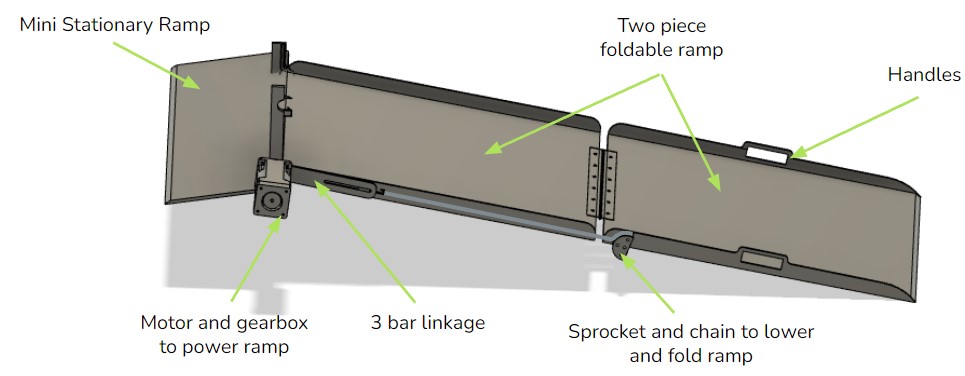 Mini Stationary Ramp
Two piece
foldable ramp
Handles
Motor and gearbox
to power ramp
3 bar linkage
Sprocket and chain to lower
and fold ramp